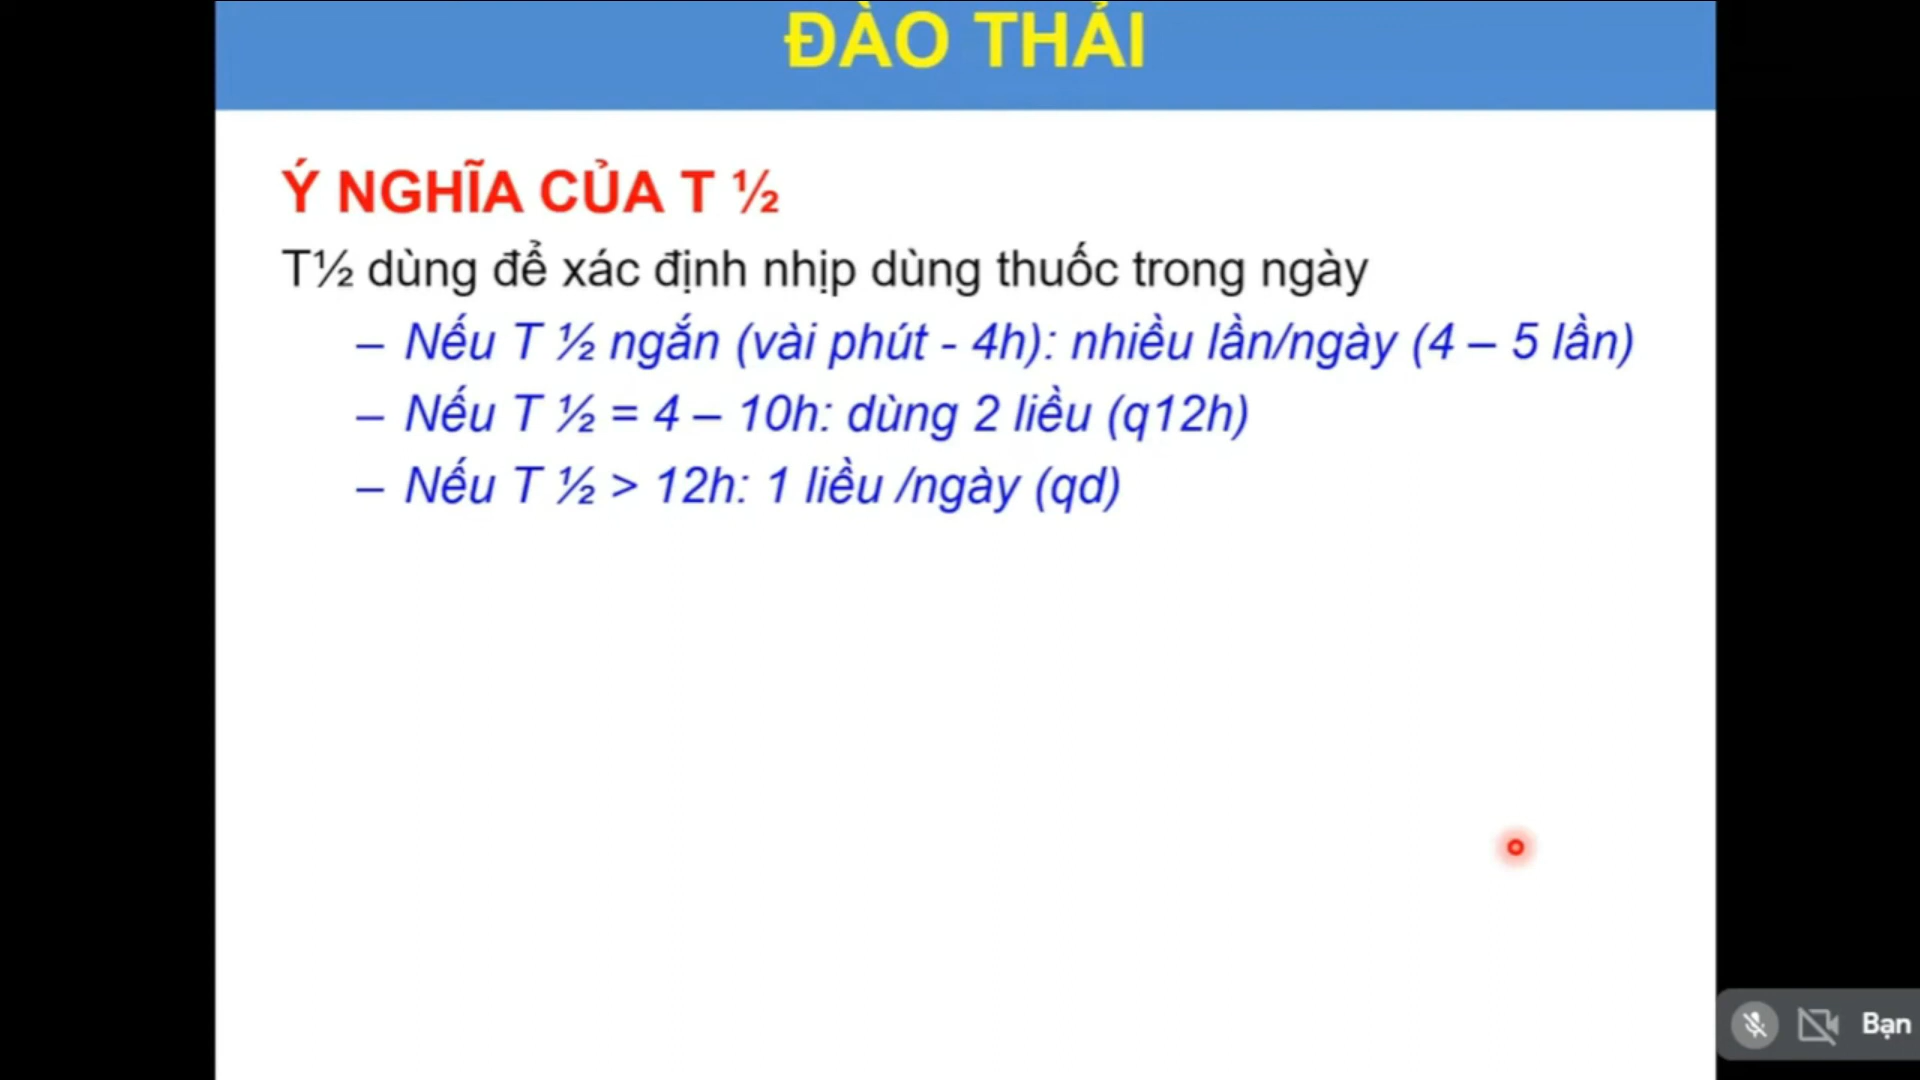 ĐÀO THẢI
Ý NGHĨA CỦA T ½
T½ dùng để xác định nhịp dùng thuốc trong ngày
– Nếu T ½ ngắn (vài phút - 4h): nhiều lần/ngày (4 – 5 lần)
– Nếu T ½ = 4 – 10h: dùng 2 liều (q12h)
– Nếu T ½ > 12h: 1 liều /ngày (qd)
Bạn